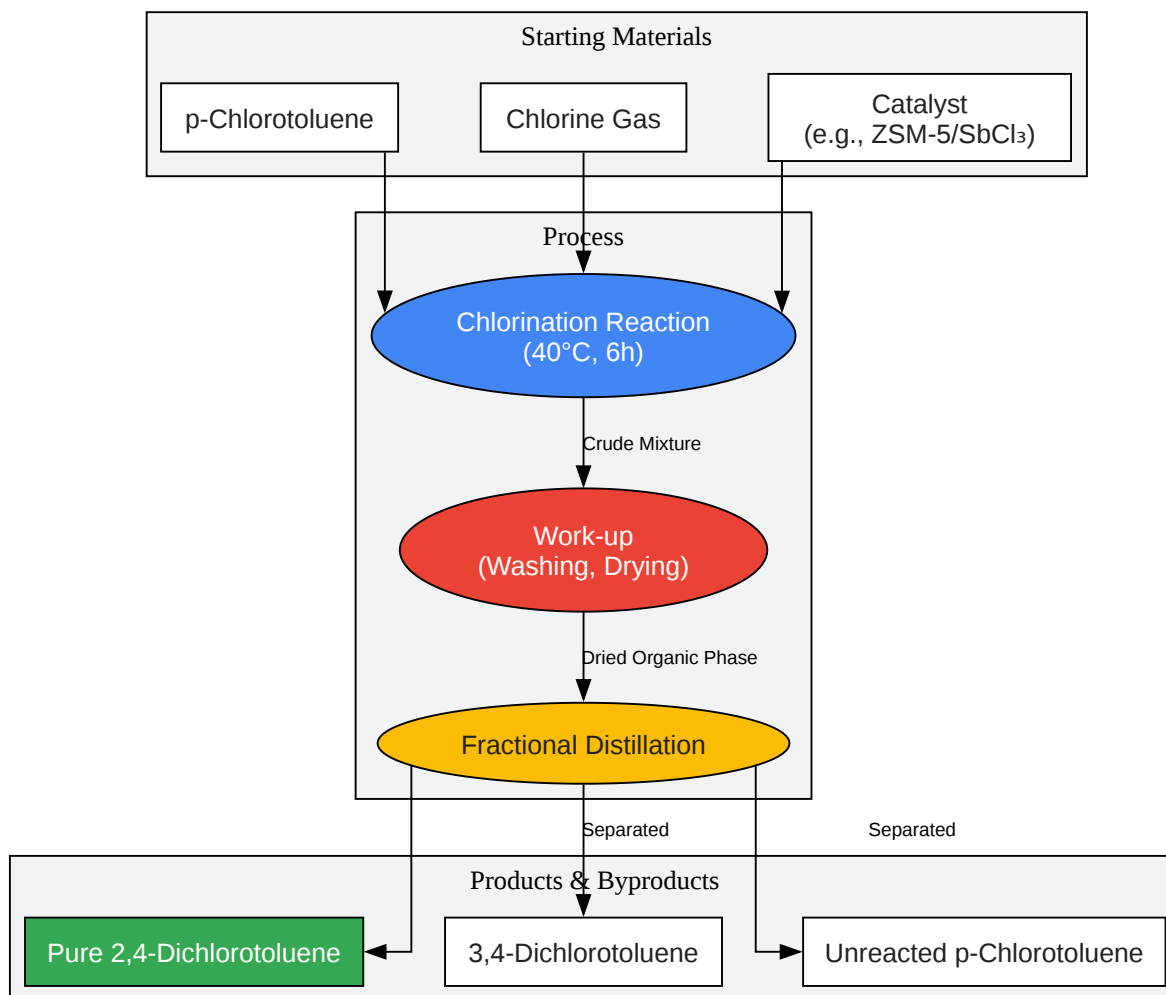 Starting Materials
p-Chlorotoluene
Chlorine Gas
Catalyst
(e.g., ZSM-5/SbCl₃)
Process
Chlorination Reaction
(40°C, 6h)
Crude Mixture
Work-up
(Washing, Drying)
Dried Organic Phase
Fractional Distillation
Separated
Separated
Products & Byproducts
Pure 2,4-Dichlorotoluene
3,4-Dichlorotoluene
Unreacted p-Chlorotoluene